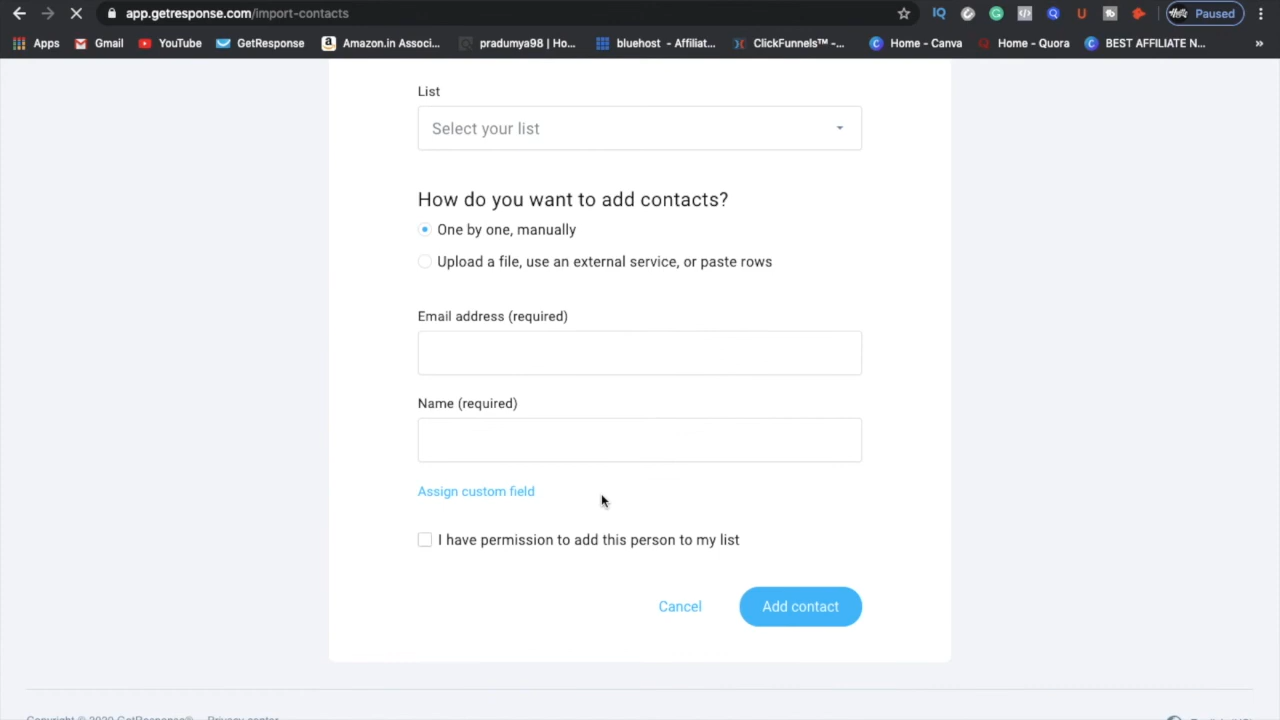 app.getresponse.com/import-contacts
Paused
Apps Gmail YouTube GetResponse Amazon.in Associ... pradumya98 | Ho... bluehost - Affiliat... ClickFunnels™ -... Home - Canva Home - Quora BEST AFFILIATE N... »
List
Select your list
How do you want to add contacts?
One by one, manually
Upload a file, use an external service, or paste rows
Email address (required)
Name (required)
Assign custom field
I have permission to add this person to my list
Cancel Add contact
Copyright © 2020 GetResponse® Privacy center